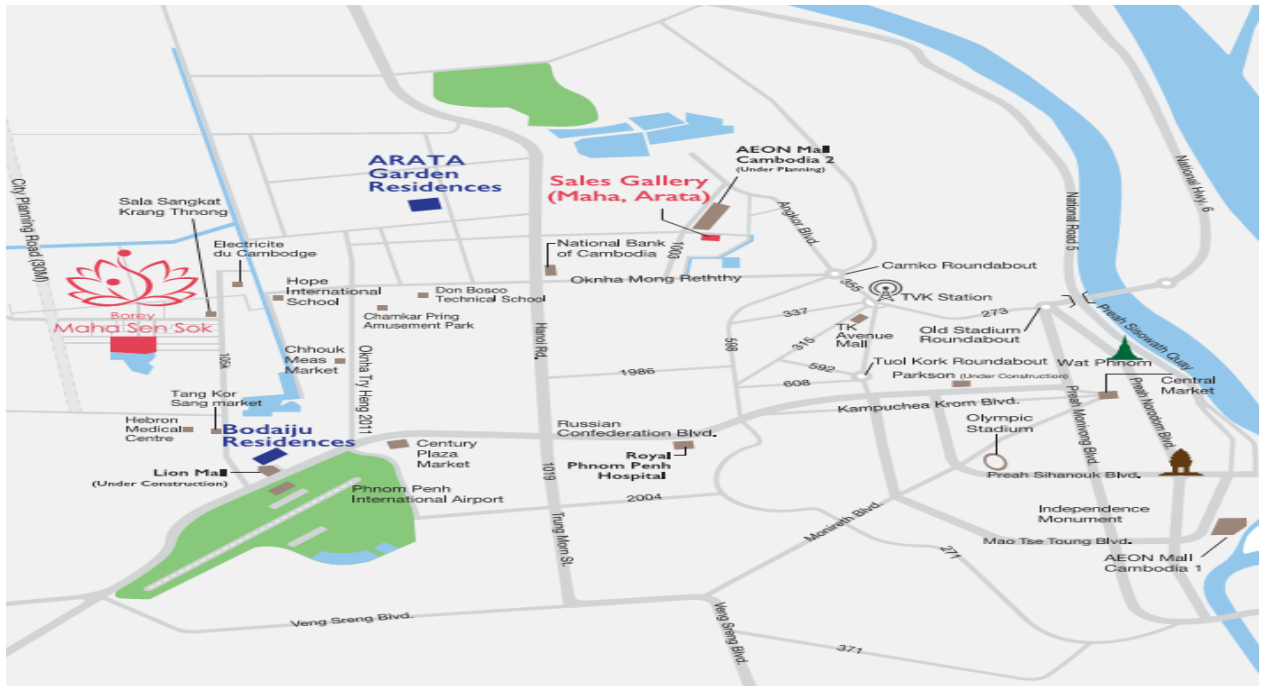 AEON Mall
Cambodia 2
(Under Planning)
ARATA
Garden
Residences
Sales Gallery
(Maha, Arata)
National Hwy. 6
City Planning Road (30M)
Sala Sangkat
Krang Thnong
National Road 5
Angkor Blvd.
Electricite
du Cambodge
National Bank
of Cambodia
1003
Camko Roundabout
Oknha Mong Reththy
Hope
International
School
Don Bosco
Technical School
355
TVK Station
Chamkar Pring
Amusement Park
337
273
Borey
Maha Sen Sok
TK
Avenue
Mall
Old Stadium
Roundabout
Preah Sisowath Quay
Hanoi Rd.
598
315
105k
Chhouk
Meas
Market
Oknha Try Heng 2011
592
Tuol Kork Roundabout
Wat Phnom
1986
608
Parkson (Under Construction)
Central
Market
Tang Kor
Sang market
Kampuchea Krom Blvd.
Preah Monivong Blvd.
Preah Norodom Blvd.
Hebron
Medical
Centre
Bodaiju
Residences
Russian
Confederation Blvd.
Olympic
Stadium
Century
Plaza
Market
Royal
Phnom Penh
Hospital
Lion Mall
(Under Construction)
1019
Preah Sihanouk Blvd.
Phnom Penh
International Airport
2004
Independence
Monument
Trung Morn St.
Monireth Blvd.
271
Mao Tse Toung Blvd.
AEON Mall
Cambodia 1
Veng Sreng Blvd.
Veng Sreng Blvd.
371